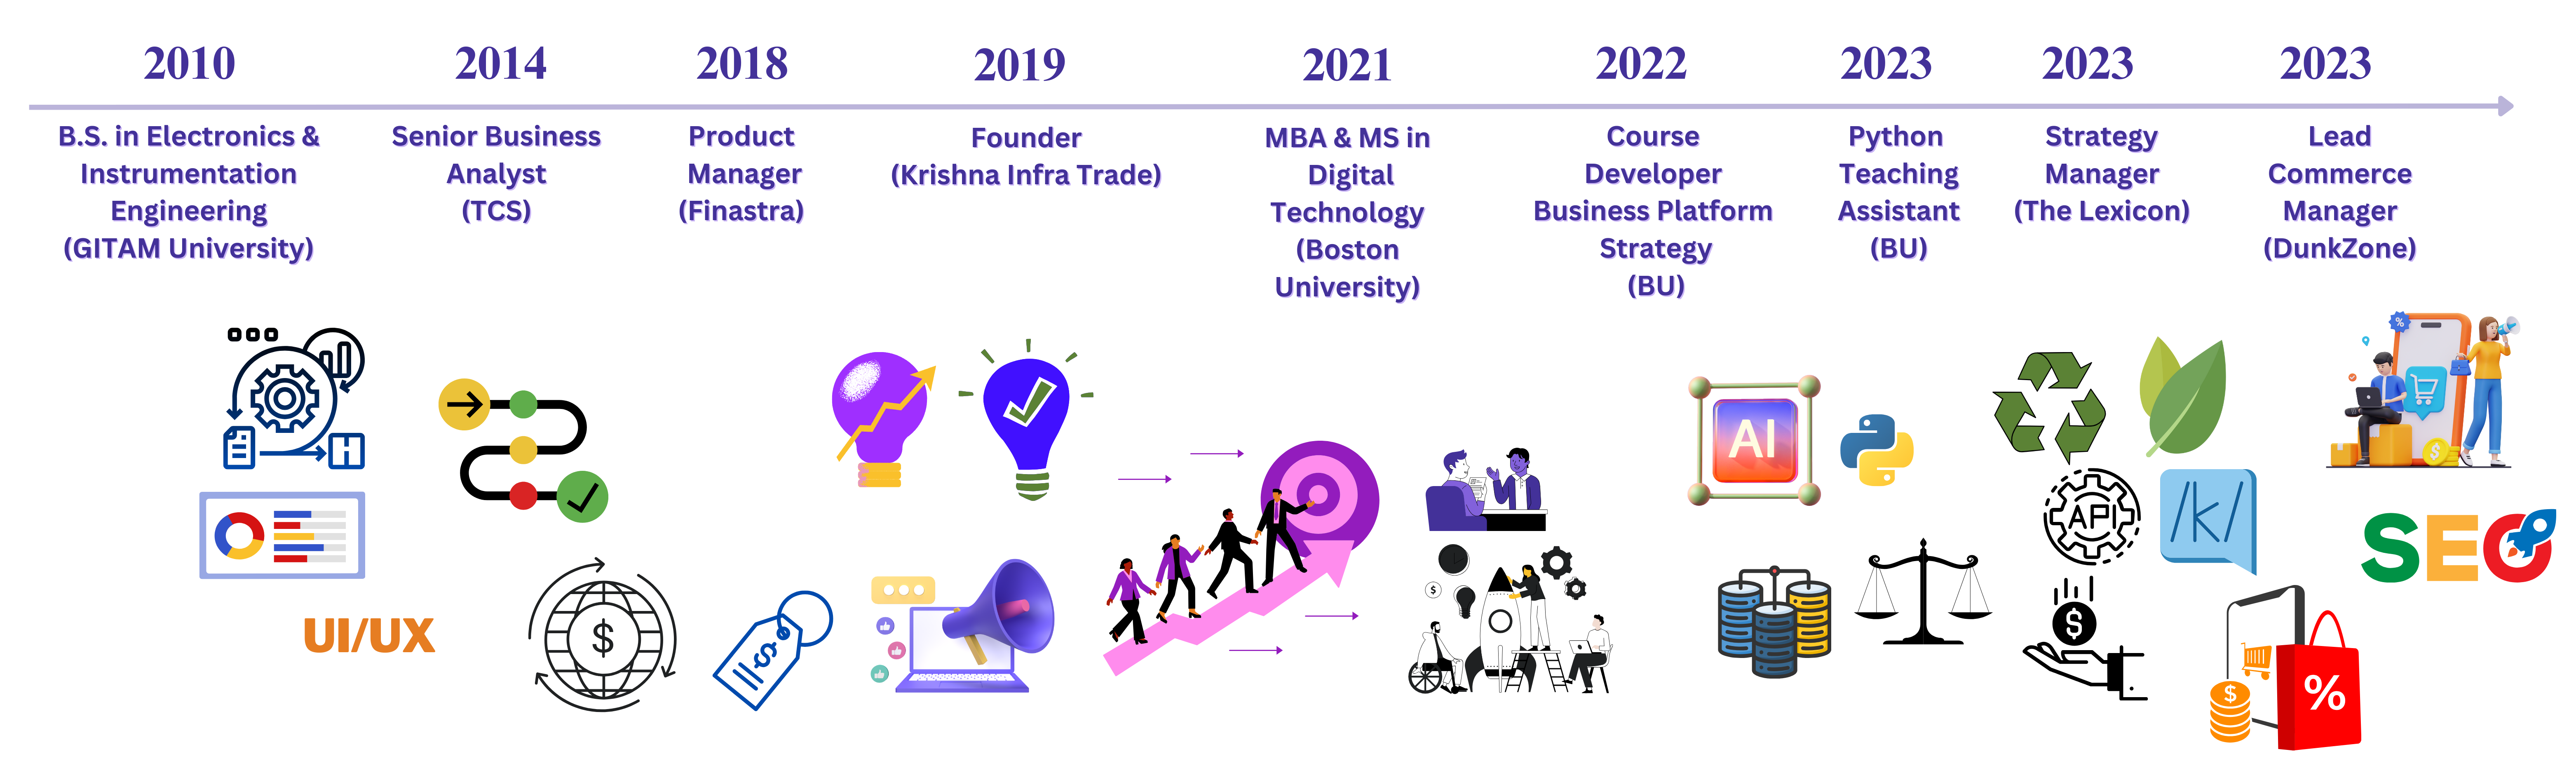 2010
2014
2018
2019
2021
2022
2023
2023
2023
B.S. in Electronics &
Instrumentation
Engineering
(GITAM University)
Senior Business
Analyst
(TCS)
Product
Manager
(Finastra)
Founder
(Krishna Infra Trade)
MBA & MS in
Digital
Technology
(Boston
University)
Course
Developer
Business Platform
Strategy
(BU)
Python
Teaching
Assistant
(BU)
Strategy
Manager
(The Lexicon)
Lead
Commerce
Manager
(DunkZone)
UI/UX
$
$
$
AI
API
/k/
$
%
$
SEO
$
%